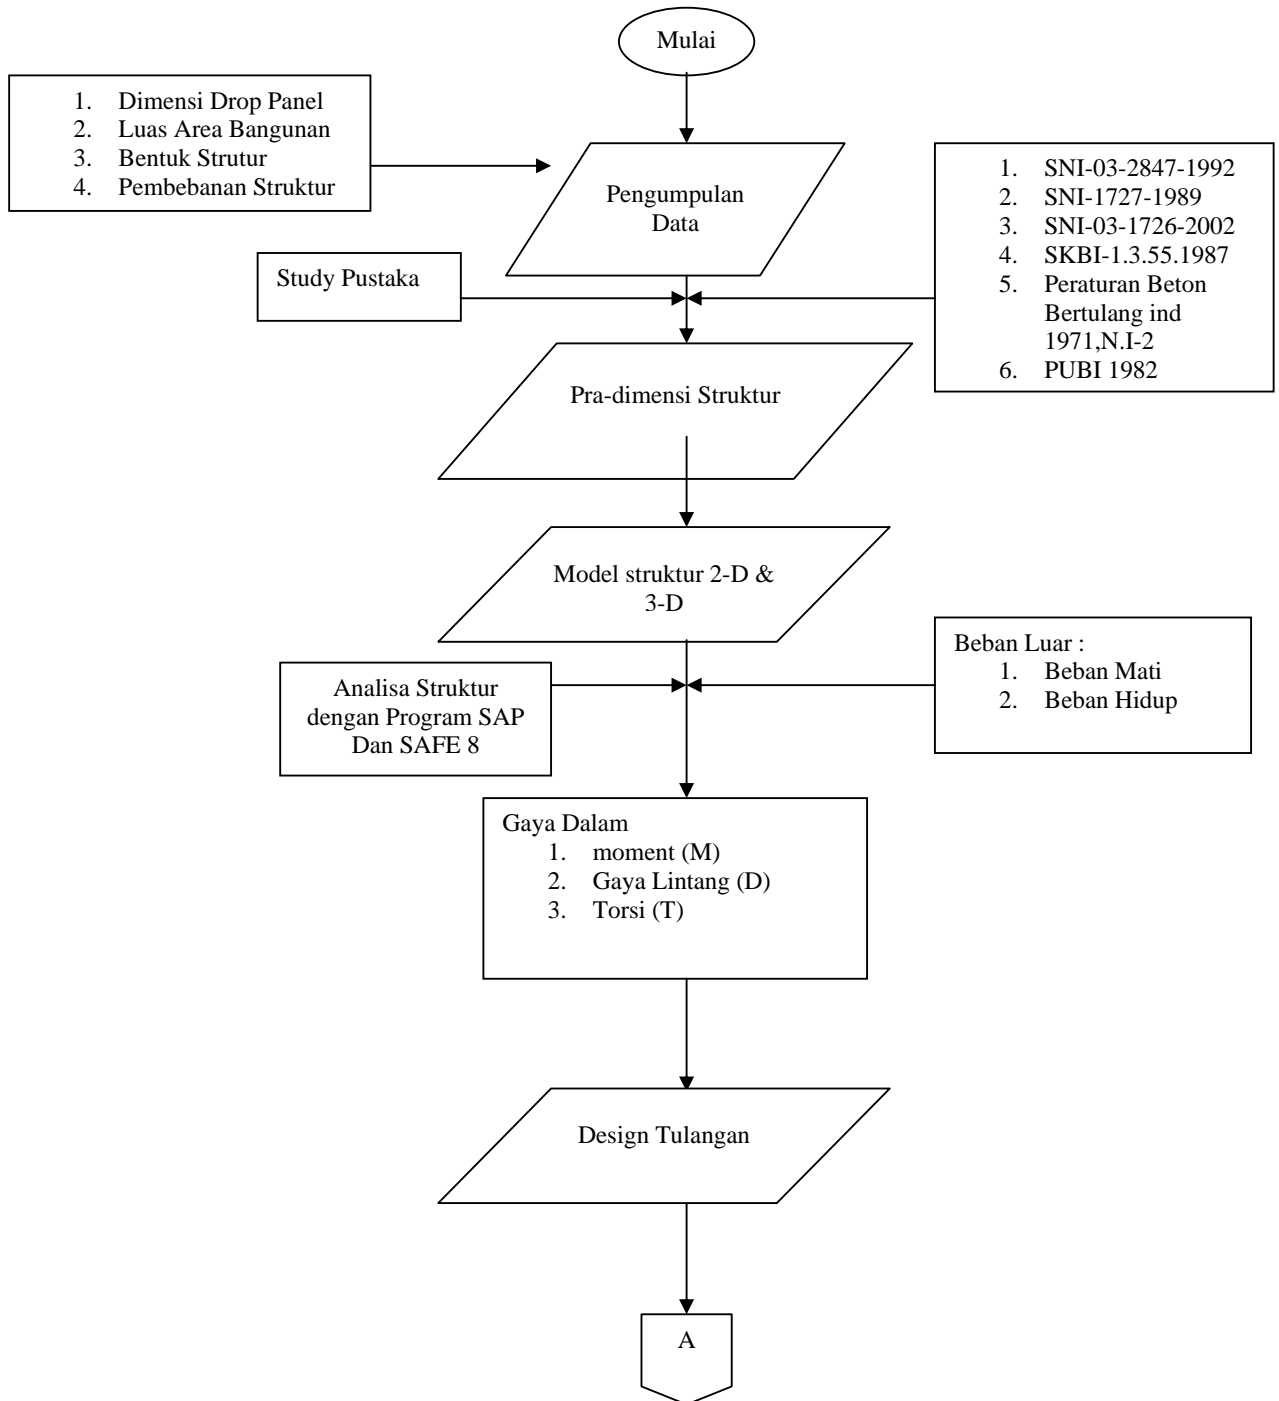 Mulai
1. Dimensi Drop Panel
2. Luas Area Bangunan
3. Bentuk Strutur
4. Pembebanan Struktur
Pengumpulan
Data
1. SNI-03-2847-1992
2. SNI-1727-1989
3. SNI-03-1726-2002
4. SKBI-1.3.55.1987
5. Peraturan Beton
Bertulang ind
1971,N.I-2
6. PUBI 1982
Study Pustaka
Pra-dimensi Struktur
Model struktur 2-D &
3-D
Analisa Struktur
dengan Program SAP
Dan SAFE 8
Beban Luar :
1. Beban Mati
2. Beban Hidup
Gaya Dalam
1. moment (M)
2. Gaya Lintang (D)
3. Torsi (T)
Design Tulangan
A